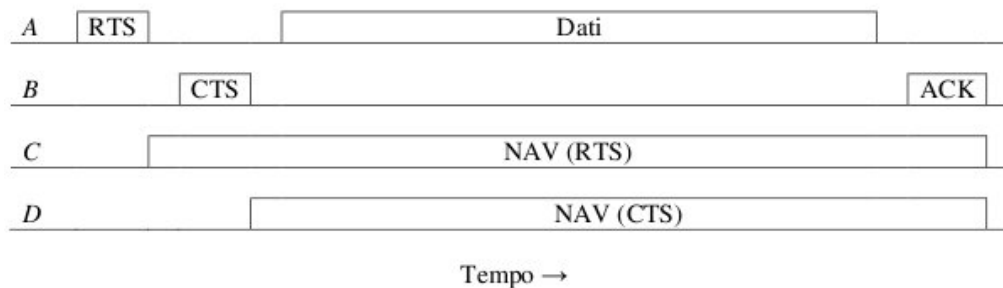 A RTS Dati
B CTS ACK
C NAV (RTS)
D NAV (CTS)
Tempo →